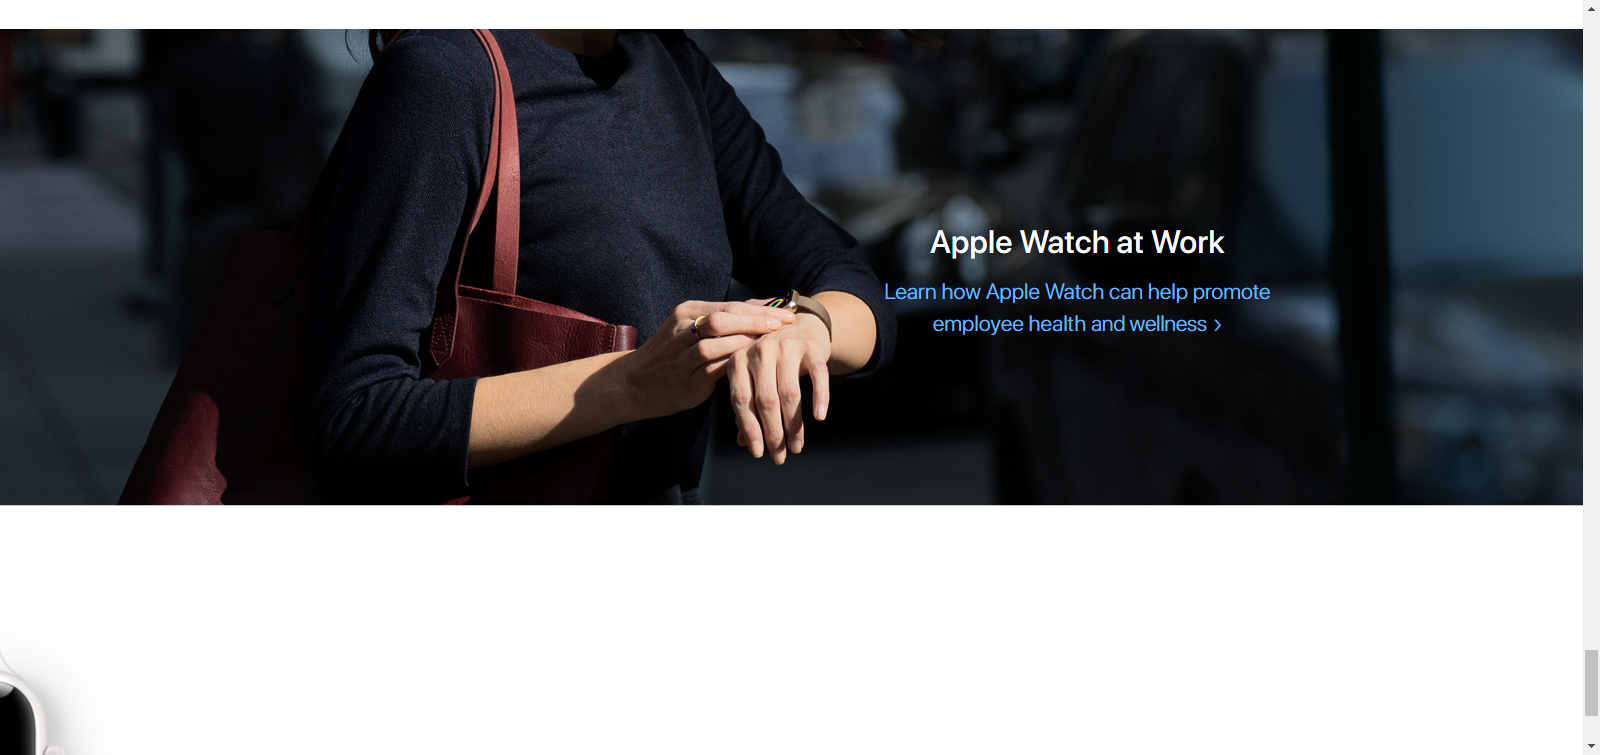 Apple Watch at Work
Learn how Apple Watch can help promote
employee health and wellness >